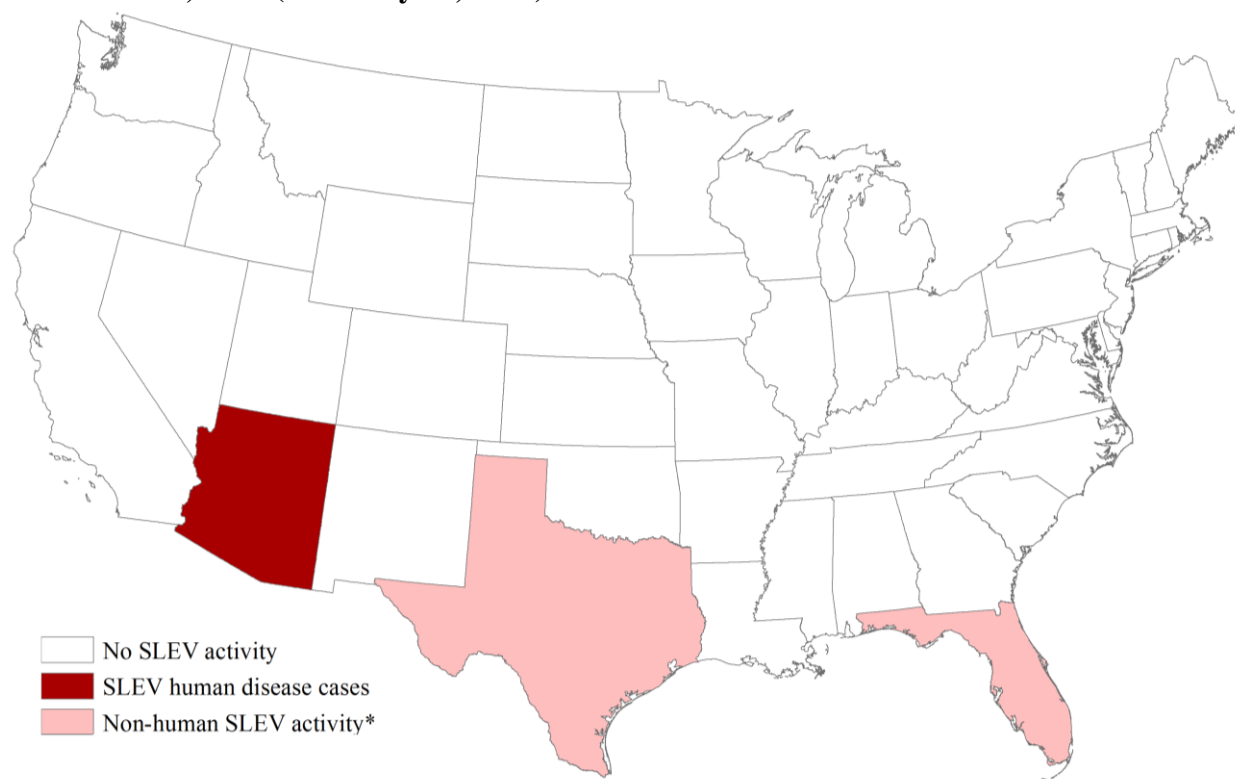 No SLEV activity
SLEV human disease cases
Non-human SLEV activity*